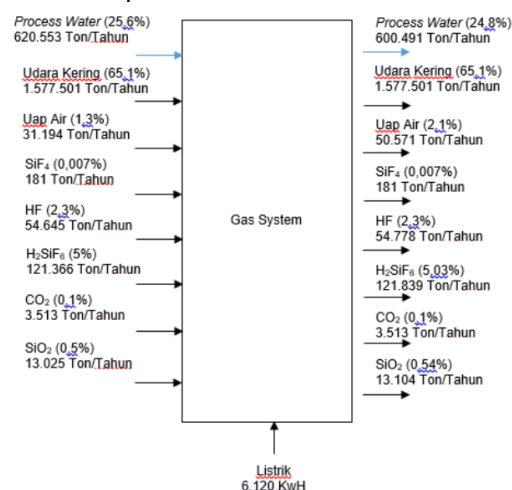 Process Water (25,6%)
620.553 Ton/Tahun
Udara Kering (65,1%)
1.577.501 Ton/Tahun
Uap Air (1,3%)
31.194 Ton/Tahun
SiF₄ (0,007%)
181 Ton/Tahun
HF (2,3%)
54.645 Ton/Tahun
H₂SiF₆ (5%)
121.366 Ton/Tahun
CO₂ (0,1%)
3.513 Ton/Tahun
SiO₂ (0,5%)
13.025 Ton/Tahun
Gas System
Process Water (24,8%)
600.491 Ton/Tahun
Udara Kering (65,1%)
1.577.501 Ton/Tahun
Uap Air (2,1%)
50.571 Ton/Tahun
SiF₄ (0,007%)
181 Ton/Tahun
HF (2,3%)
54.778 Ton/Tahun
H₂SiF₆ (5,03%)
121.839 Ton/Tahun
CO₂ (0,1%)
3.513 Ton/Tahun
SiO₂ (0,54%)
13.104 Ton/Tahun
Listrik
6.120 KwH